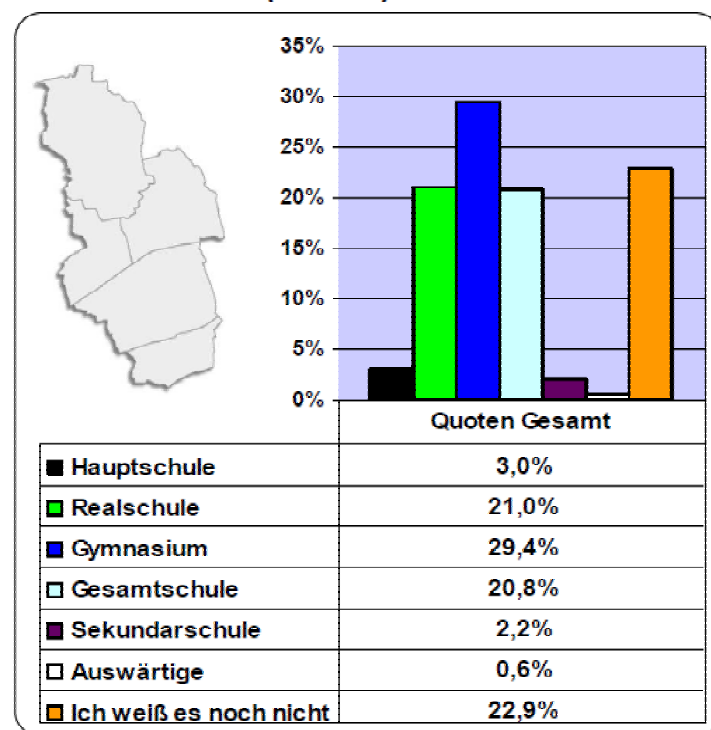 35%
30%
25%
20%
15%
10%
5%
0%
Quoten Gesamt
Hauptschule 3,0%
Realschule 21,0%
Gymnasium 29,4%
Gesamtschule 20,8%
Sekundarschule 2,2%
Auswärtige 0,6%
Ich weiß es noch nicht 22,9%